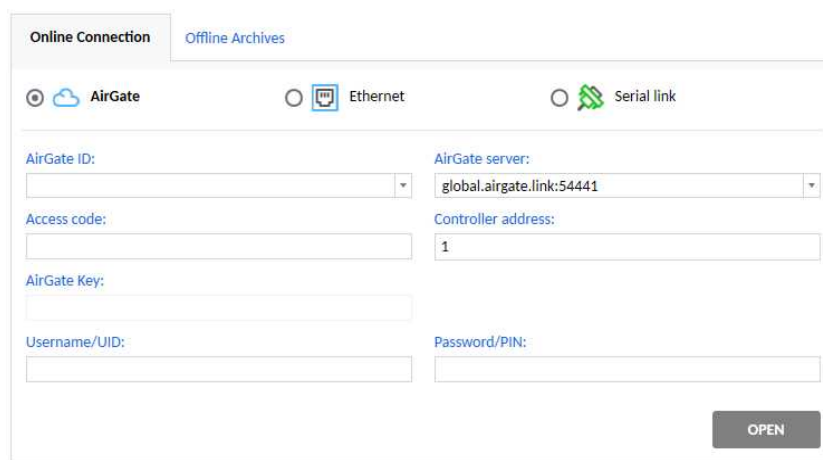 Online Connection Offline Archives
AirGate Ethernet Serial link
AirGate ID: AirGate server:
global.airgate.link:54441
Access code: Controller address:
1
AirGate Key:
Username/UID: Password/PIN:
OPEN